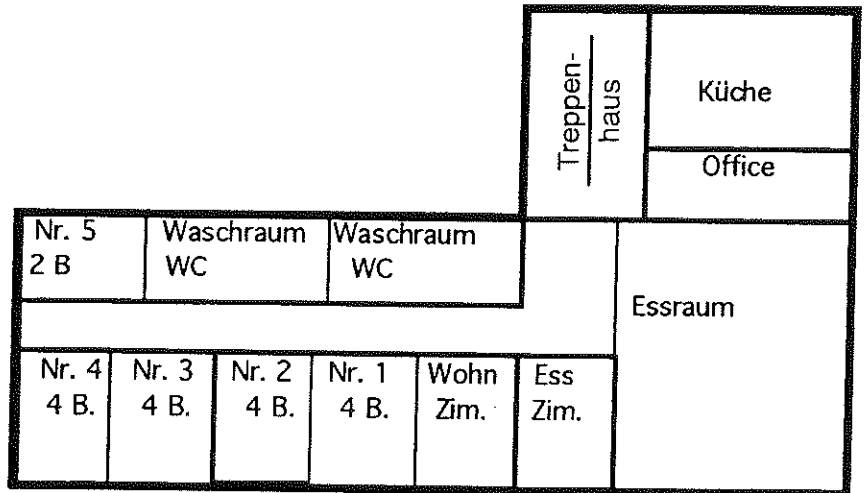 Treppen-
haus
Küche
Office
Nr. 5
2 B
Waschraum
WC
Waschraum
WC
Essraum
Nr. 4
4 B.
Nr. 3
4 B.
Nr. 2
4 B.
Nr. 1
4 B.
Wohn
Zim.
Ess
Zim.